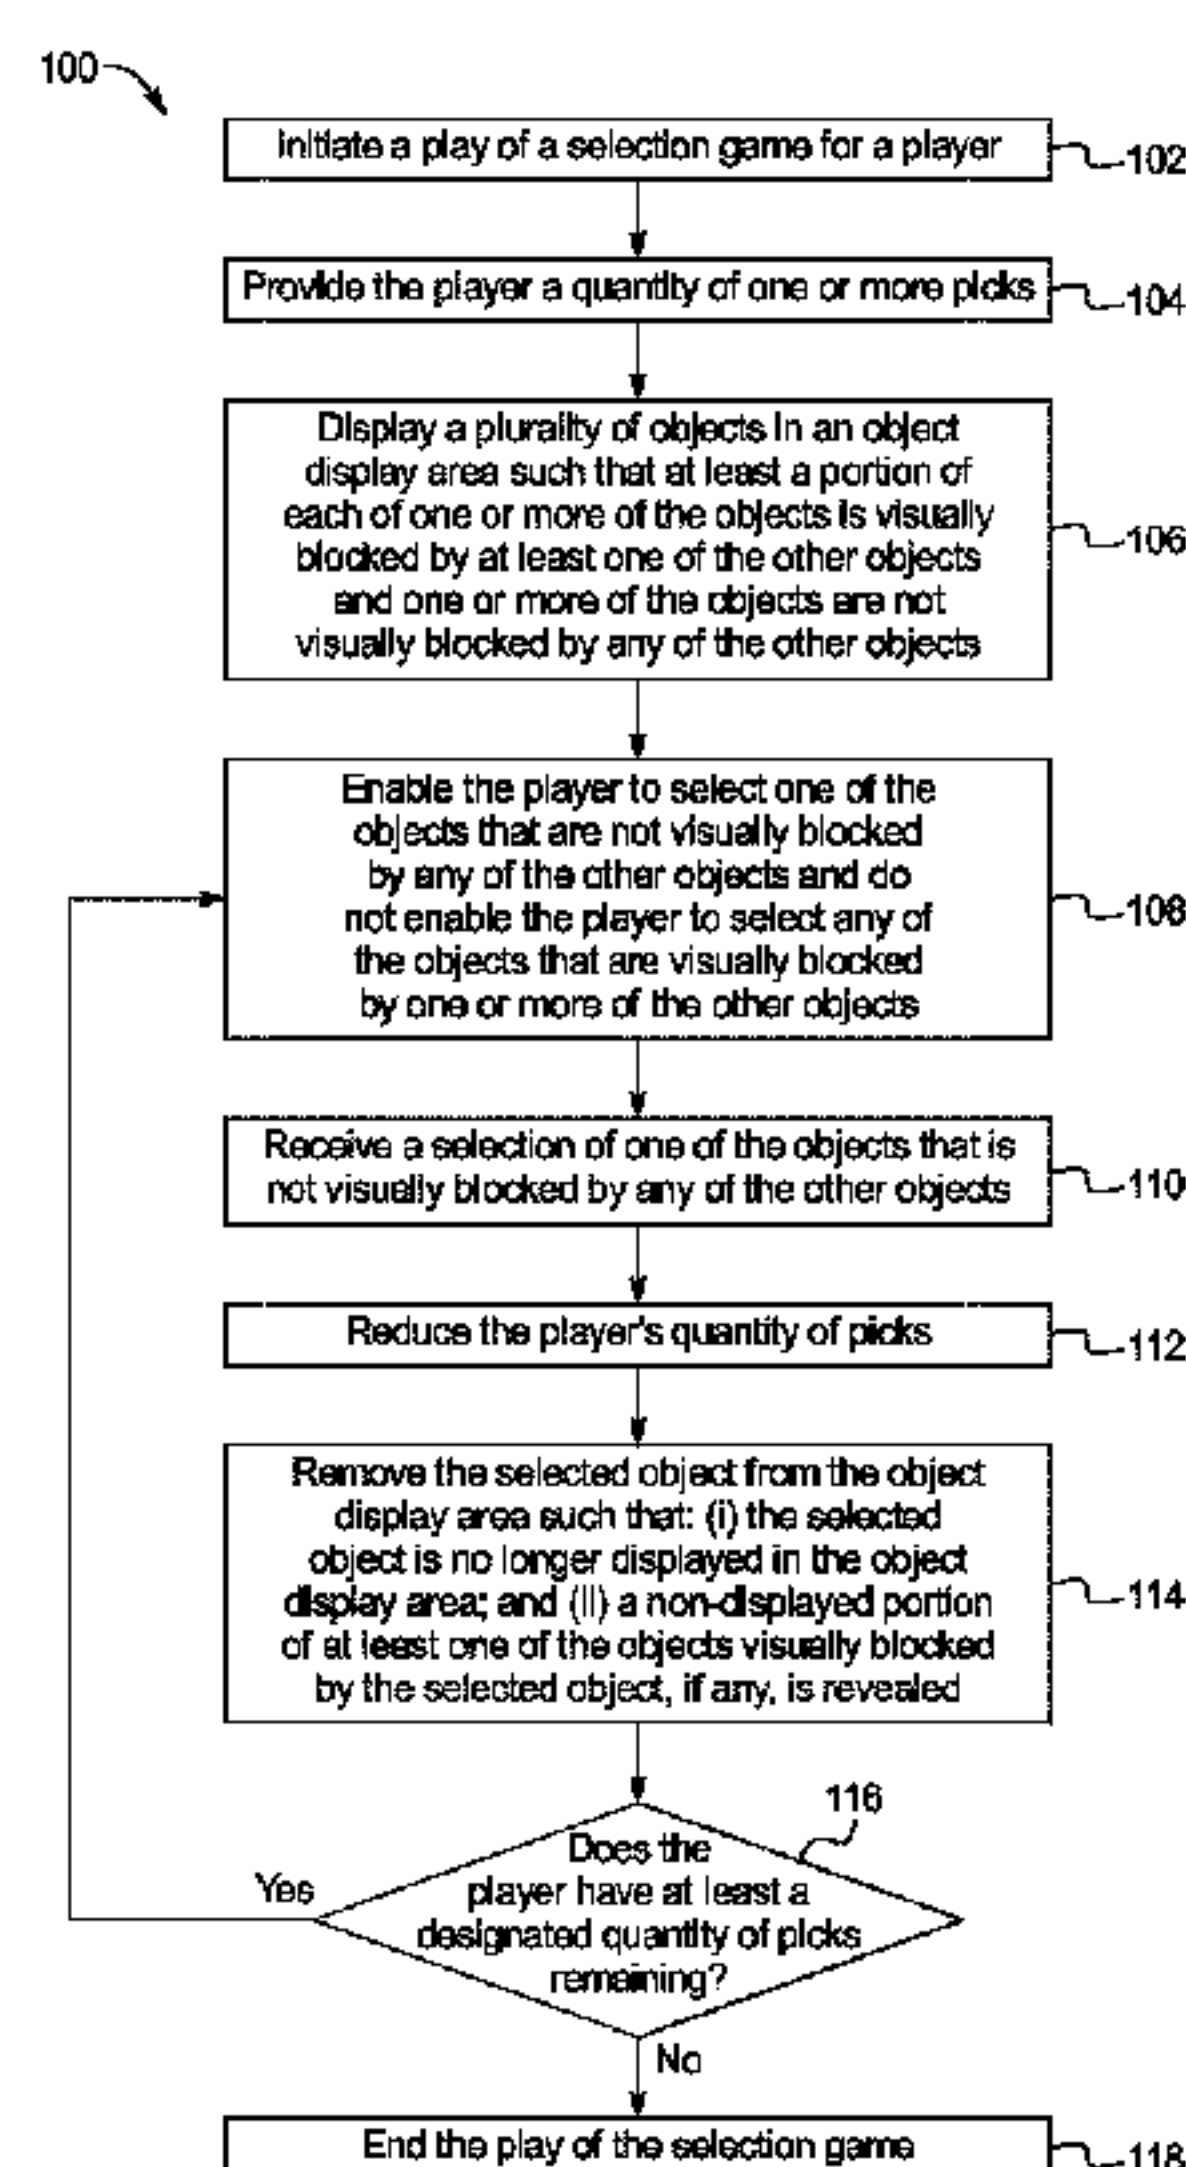 100
Initiate a play of a selection game for a player
102
Provide the player a quantity of one or more picks
104
Display a plurality of objects in an object
display area such that at least a portion of
each of one or more of the objects is visually
blocked by at least one of the other objects
and one or more of the objects are not
visually blocked by any of the other objects
106
Enable the player to select one of the
objects that are not visually blocked
by any of the other objects and do
not enable the player to select any of
the objects that are visually blocked
by one or more of the other objects
108
Receive a selection of one of the objects that is
not visually blocked by any of the other objects
110
Reduce the player's quantity of picks
112
Remove the selected object from the object
display area such that: (i) the selected
object is no longer displayed in the object
display area; and (ii) a non-displayed portion
of at least one of the objects visually blocked
by the selected object, if any, is revealed
114
116
Does the
player have at least a
designated quantity of picks
remaining?
Yes
No
End the play of the selection game
118